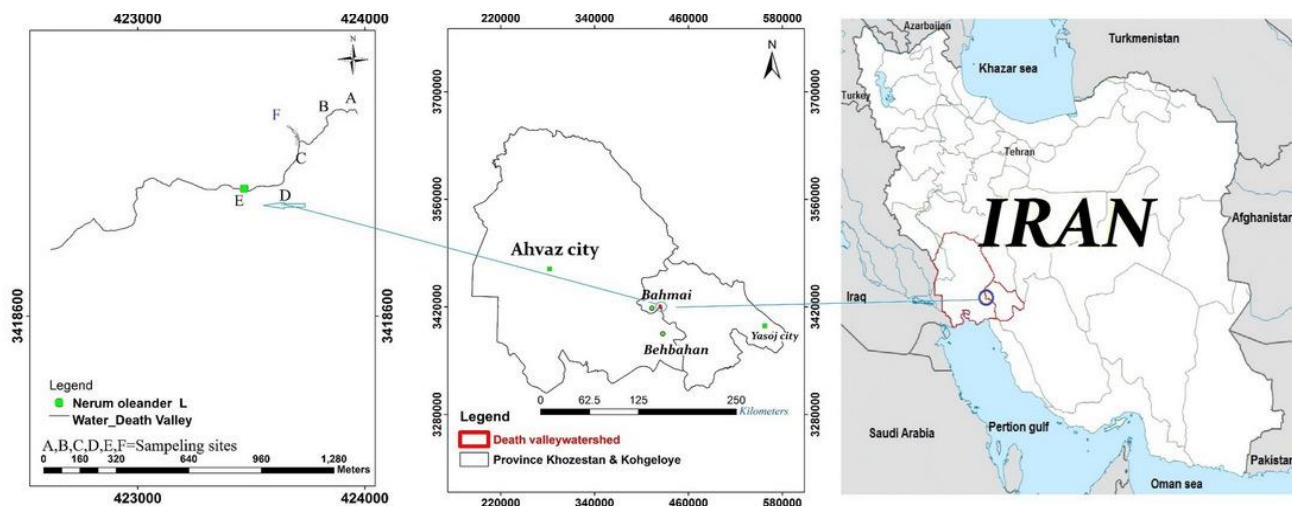 423000
424000
N
A
B
F
C
D
E
3418600
3418600
Legend
Nerum oleander L
Water_Death Valley
A,B,C,D,E,F=Sampeling sites
0 160 320 640 960 1,280
Meters
423000
424000
220000
340000
460000
580000
N
3700000
3560000
3420000
3280000
3700000
3560000
3420000
3280000
Ahvaz city
Bahmai
Behbahan
Yasoj city
0 62.5 125 250
Kilometers
Legend
Death valleywatershed
Province Khozestan & Kohgeloye
220000
340000
460000
580000
Azarbaijan
Turkmenistan
Khazar sea
Turkey
Tehran
IRAN
Afghanistan
Iraq
Saudi Arabia
Pertion gulf
Pakistan
Oman sea